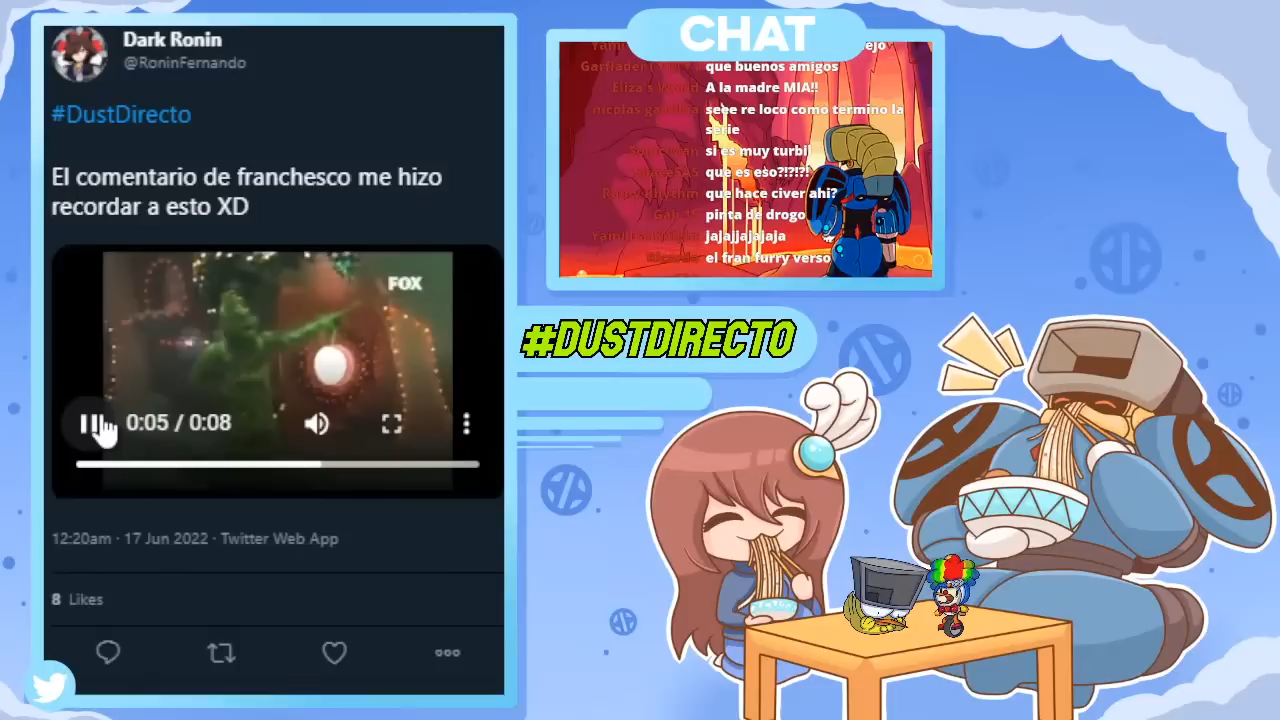 Dark Ronin
@RoninFernando
#DustDirecto
El comentario de franchesco me hizo
recordar a esto XD
FOX
0:05 / 0:08
12:20am · 17 Jun 2022 · Twitter Web App
8 Likes
CHAT
que buenos amigos
A la madre MIA!!
seee re loco como termino la
serie
si es muy turbi
que es eso?!?!?!
que hace civer ahi?
pinta de drogo
jajajjajajaja
el fran furry verso
#DUSTDIRECTO